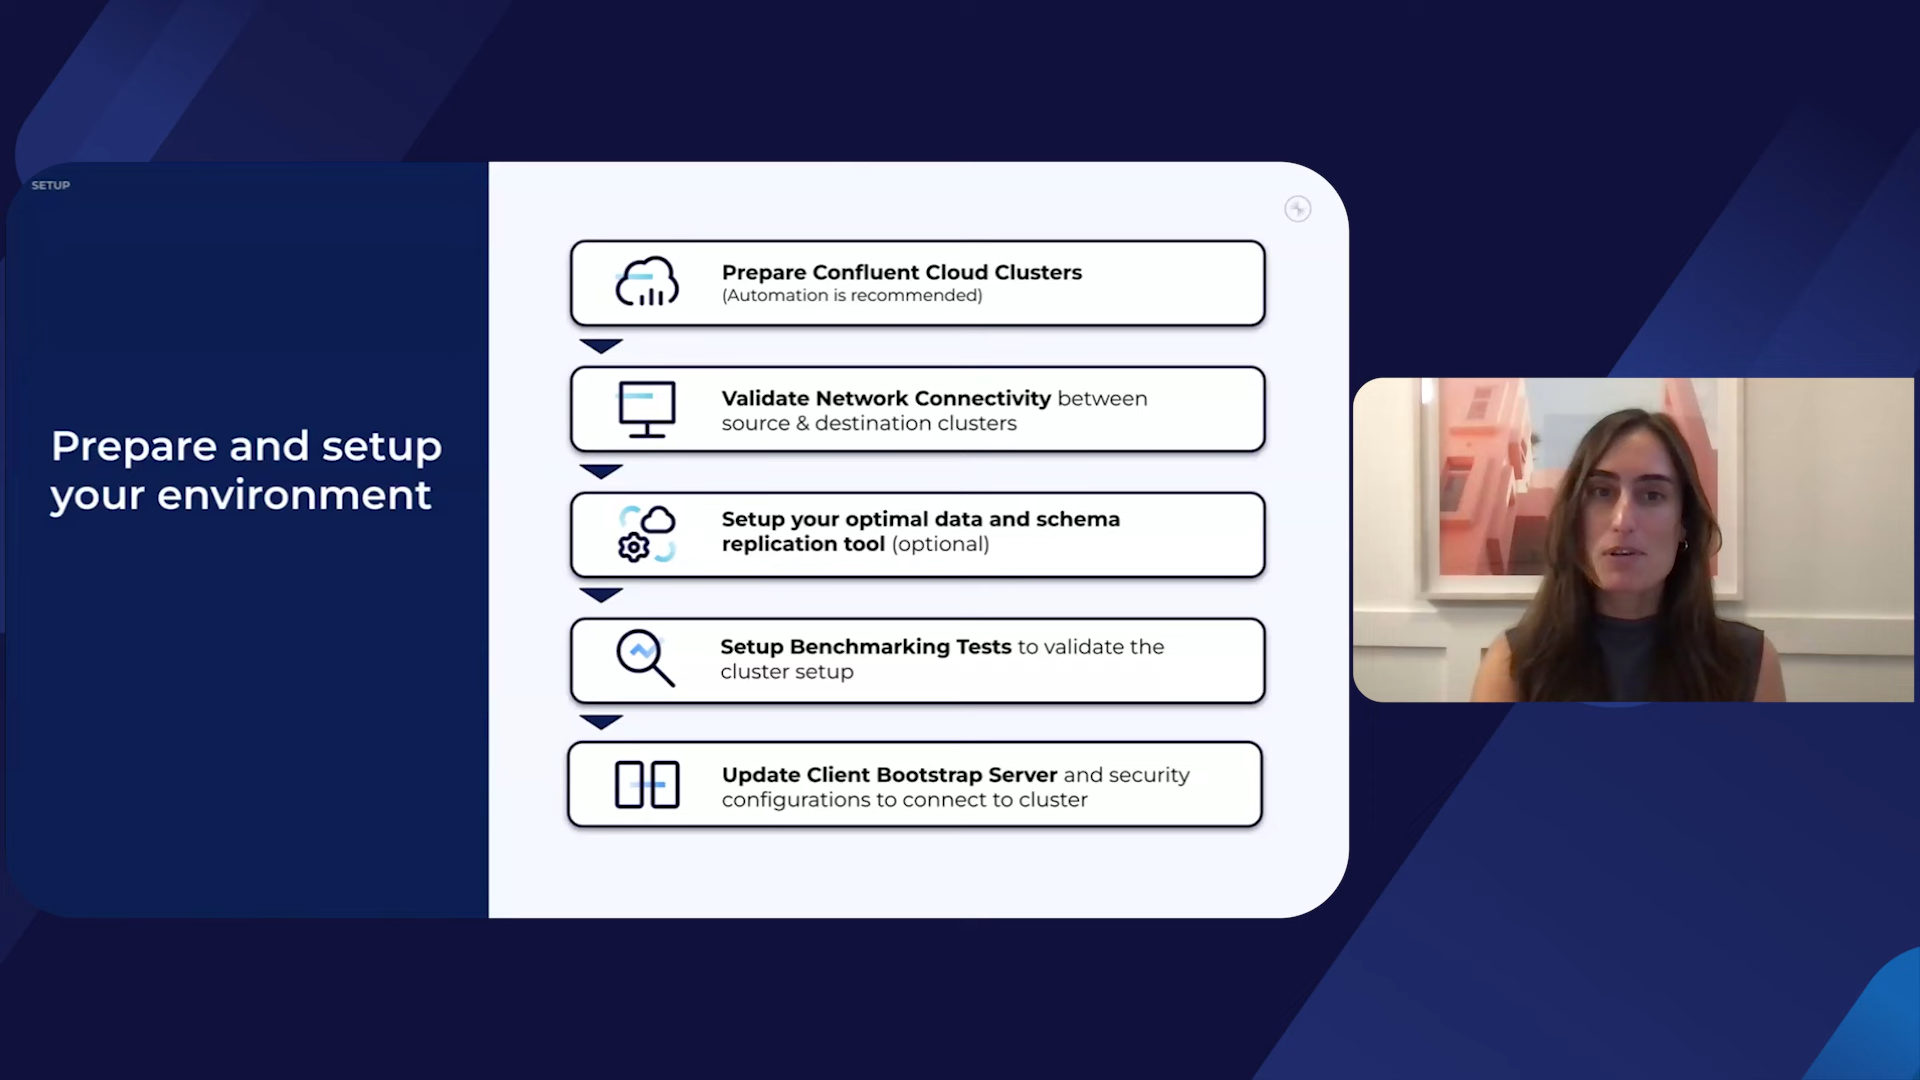 SETUP
Prepare and setup
your environment
Prepare Confluent Cloud Clusters
(Automation is recommended)
Validate Network Connectivity between
source & destination clusters
Setup your optimal data and schema
replication tool (optional)
Setup Benchmarking Tests to validate the
cluster setup
Update Client Bootstrap Server and security
configurations to connect to cluster